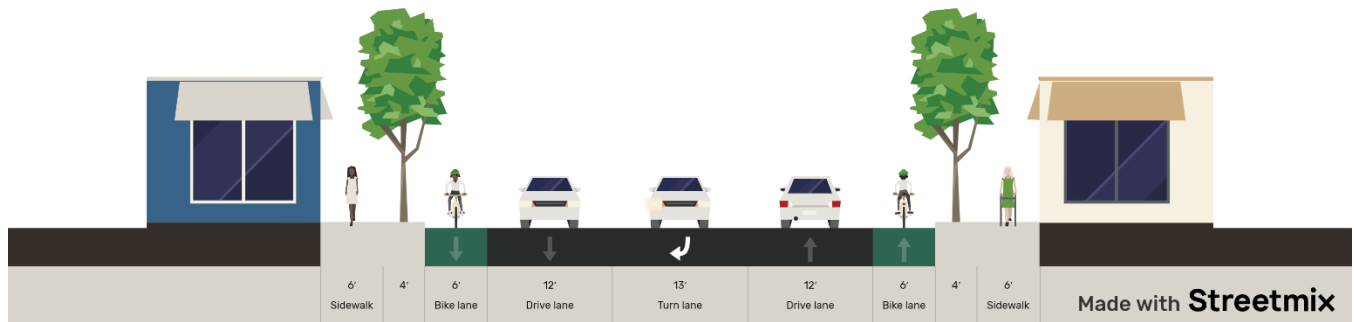 6′ 4′ 6′ 12′ 13′ 12′ 6′ 4′ 6′
Sidewalk Bike lane Drive lane Turn lane Drive lane Bike lane Sidewalk
Made with Streetmix